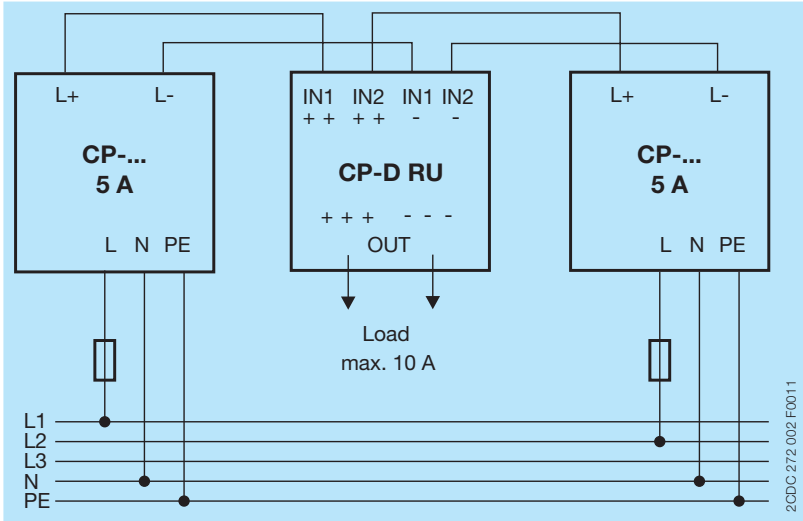 L+ L-
CP-...
5 A
L N PE
IN1 IN2 IN1 IN2
+ + + + - -
CP-D RU
+ + + - - -
OUT
Load
max. 10 A
L+ L-
CP-...
5 A
L N PE
L1
L2
L3
N
PE
2CDC 272 002 F0011